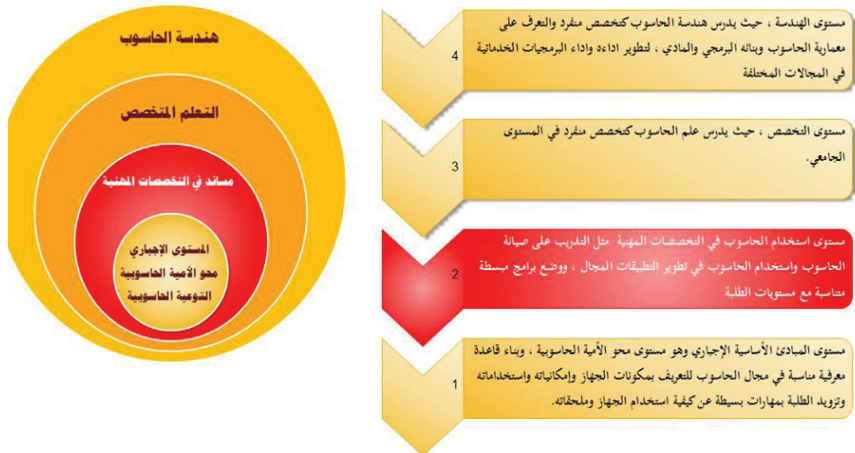 هندسة الحاسوب
التعلم المتخصص
مساند في التخصصات المهنية
المستوى الإجباري
محو الأمية الحاسوبية
التوعية الحاسوبية
مستوى الهندسة ، حيث يدرس هندسة الحاسوب كتخصص منفرد والتعرف على
معمارية الحاسوب وبنائه البرمجي والمادي ، لتطوير اداءه واداء البرمجيات الخدماتية
في المجالات المختلفة
4
مستوى التخصص ، حيث يدرس علم الحاسوب كتخصص منفرد في المستوى
الجامعي.
3
مستوى استخدام الحاسوب في التخصصات المهنية مثل التدريب على صيانة
الحاسوب واستخدام الحاسوب في تطوير التطبيقات المجال ، ووضع برامج مبسطة
متناسبة مع مستويات الطلبة
2
مستوى المبادئ الأساسية الإجباري وهو مستوى محو الأمية الحاسوبية ، وبناء قاعدة
معرفية مناسبة في مجال الحاسوب للتعريف بمكونات الجهاز وإمكانياته واستخداماته
وتزويد الطلبة بمهارات بسيطة عن كيفية استخدام الجهاز وملحقاته.
1